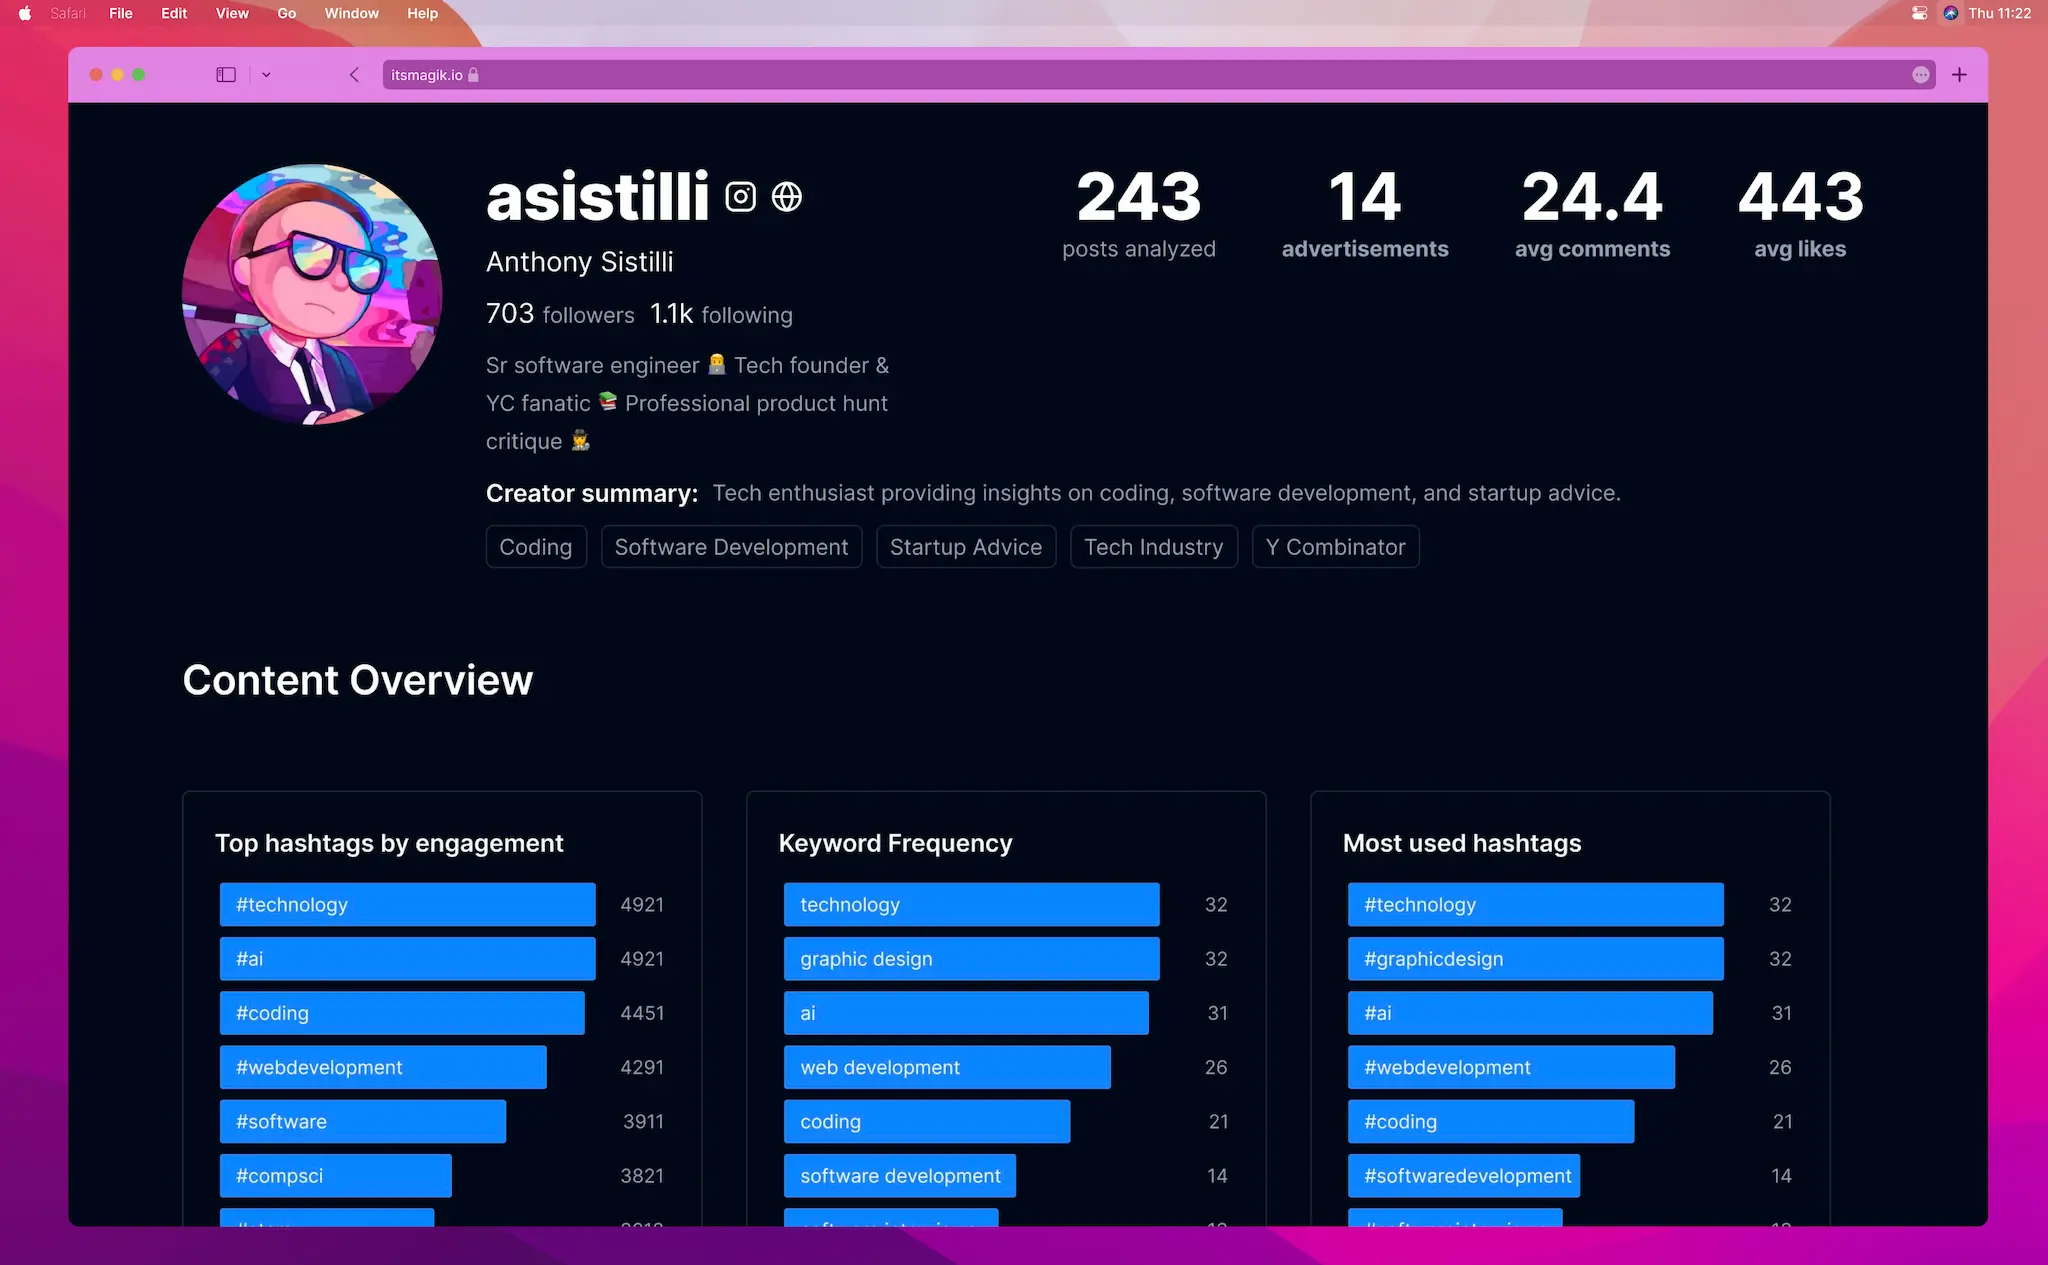 Safari File Edit View Go Window Help Thu 11:22
itsmagik.io
asistilli
Anthony Sistilli
703 followers 1.1k following
Sr software engineer 👨‍💻 Tech founder &
YC fanatic 📚 Professional product hunt
critique 🕵️
243
posts analyzed
14
advertisements
24.4
avg comments
443
avg likes
Creator summary: Tech enthusiast providing insights on coding, software development, and startup advice.
Coding Software Development Startup Advice Tech Industry Y Combinator
Content Overview
Top hashtags by engagement
#technology 4921
#ai 4921
#coding 4451
#webdevelopment 4291
#software 3911
#compsci 3821
Keyword Frequency
technology 32
graphic design 32
ai 31
web development 26
coding 21
software development 14
Most used hashtags
#technology 32
#graphicdesign 32
#ai 31
#webdevelopment 26
#coding 21
#softwaredevelopment 14